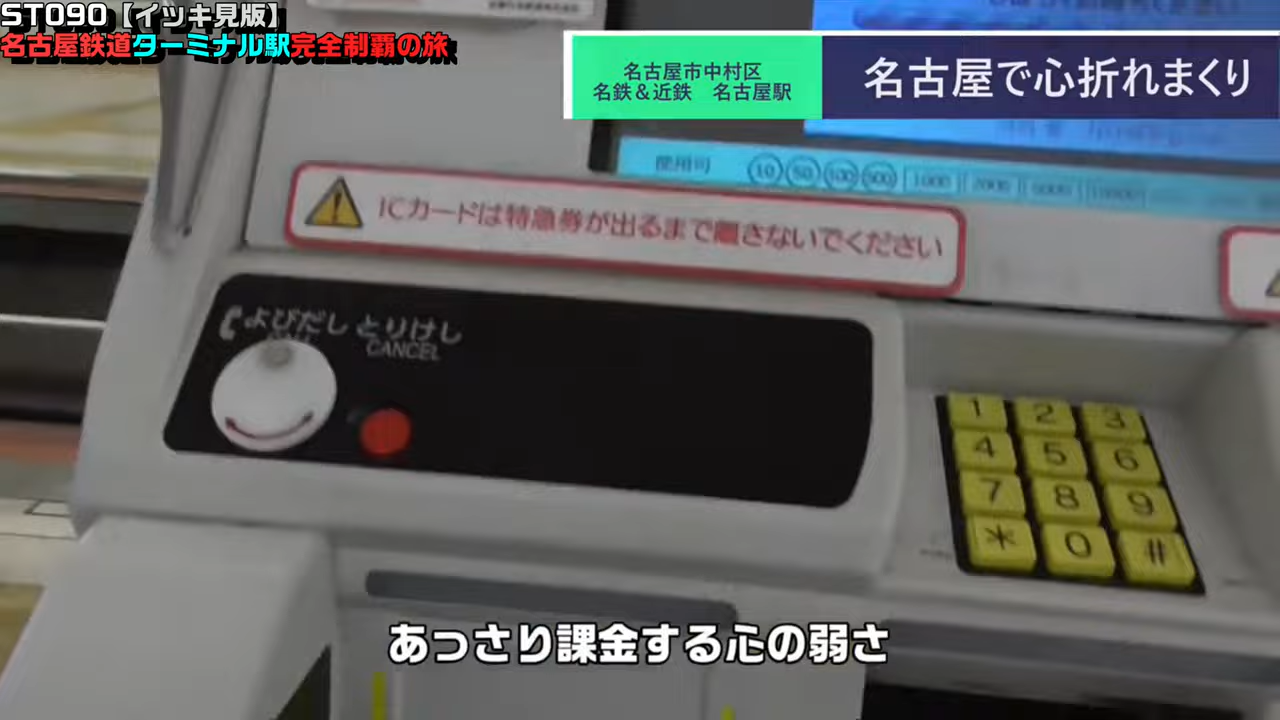 ST090【イッキ見版】
名古屋鉄道ターミナル駅完全制覇の旅
名古屋市中村区
名鉄＆近鉄 名古屋駅
名古屋で心折れまくり
使用可 10 50 100 500 1000 2000 5000 10000
ICカードは特急券が出るまで離さないでください
よびだし とりけし
CALL CANCEL
1 2 3
4 5 6
7 8 9
* 0 #
あっさり課金する心の弱さ